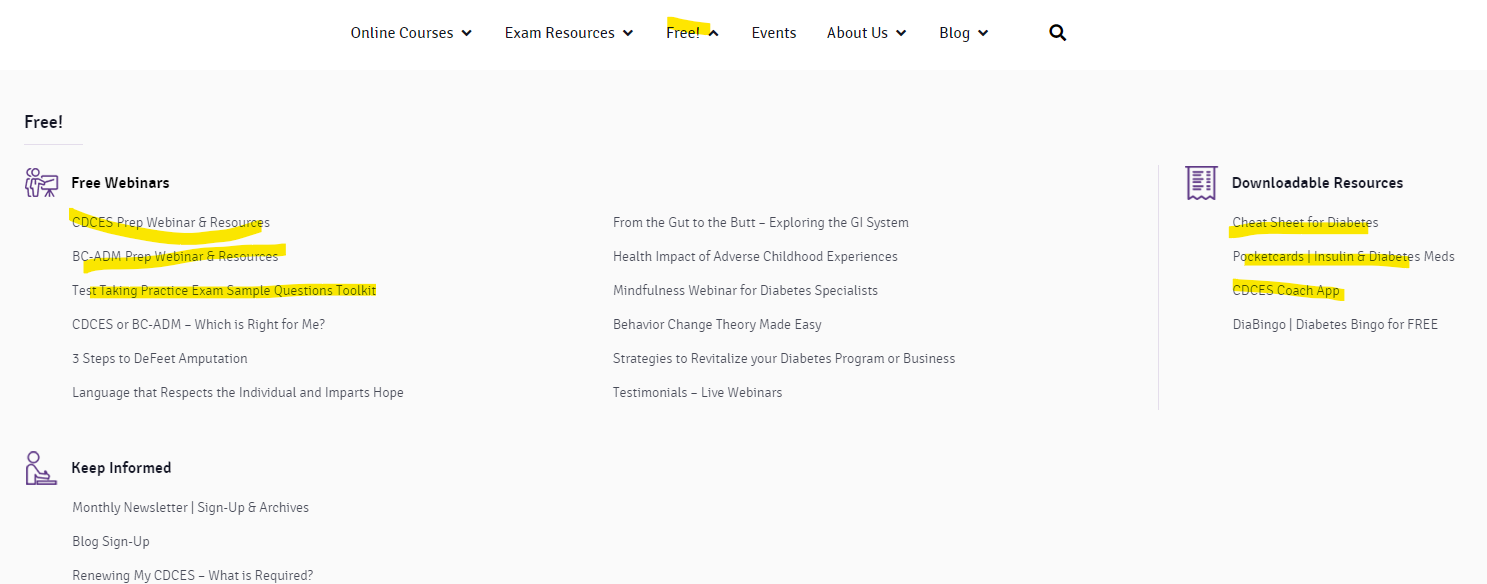 Online Courses Exam Resources Free! Events About Us Blog
Free!
Free Webinars
CDCES Prep Webinar & Resources
BC-ADM Prep Webinar & Resources
Test Taking Practice Exam Sample Questions Toolkit
CDCES or BC-ADM – Which is Right for Me?
3 Steps to DeFeet Amputation
Language that Respects the Individual and Imparts Hope
From the Gut to the Butt – Exploring the GI System
Health Impact of Adverse Childhood Experiences
Mindfulness Webinar for Diabetes Specialists
Behavior Change Theory Made Easy
Strategies to Revitalize your Diabetes Program or Business
Testimonials – Live Webinars
Downloadable Resources
Cheat Sheet for Diabetes
Pocketcards | Insulin & Diabetes Meds
CDCES Coach App
DiaBingo | Diabetes Bingo for FREE
Keep Informed
Monthly Newsletter | Sign-Up & Archives
Blog Sign-Up
Renewing My CDCES – What is Required?